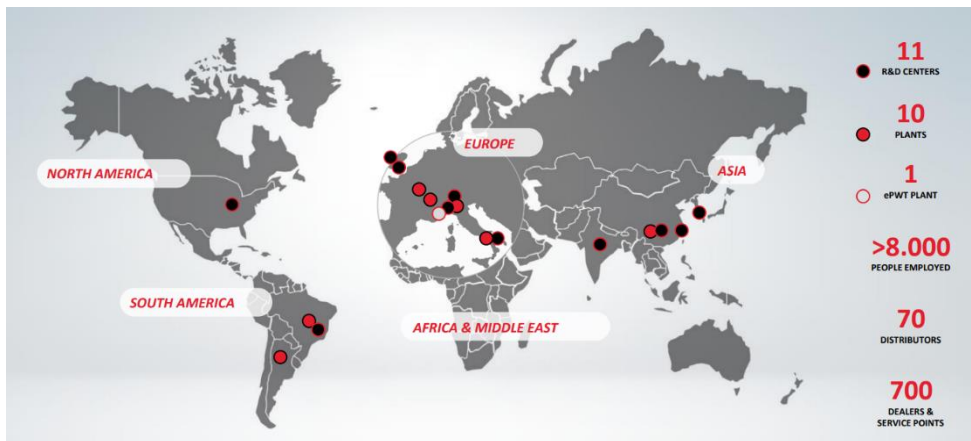 11
R&D CENTERS
10
PLANTS
1
ePWT PLANT
>8.000
PEOPLE EMPLOYED
70
DISTRIBUTORS
700
DEALERS &
SERVICE POINTS
NORTH AMERICA
EUROPE
ASIA
SOUTH AMERICA
AFRICA & MIDDLE EAST